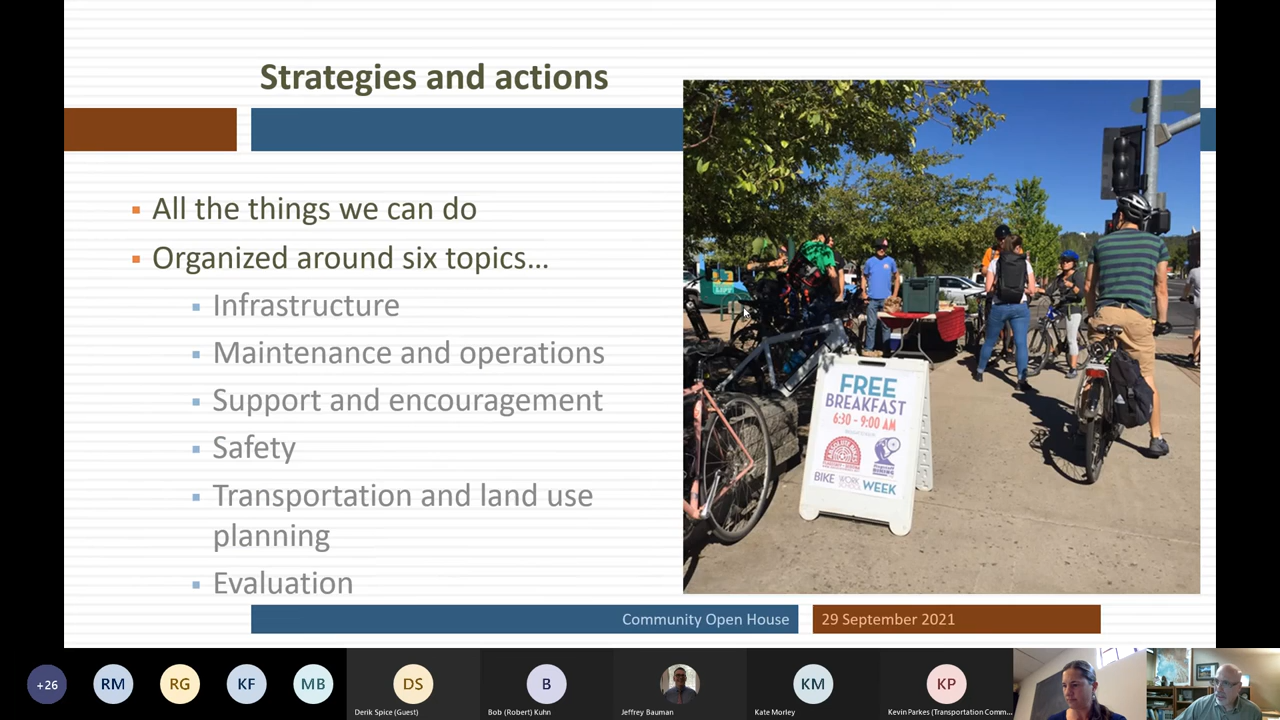 Strategies and actions
All the things we can do
Organized around six topics...
Infrastructure
Maintenance and operations
Support and encouragement
Safety
Transportation and land use
planning
Evaluation
FREE
BREAKFAST
6:30 - 9:00 AM
BIKE WORK SCHOOL WEEK
Community Open House
29 September 2021
+26
RM
RG
KF
MB
DS
B
KM
KP
Derik Spice (Guest)
Bob (Robert) Kuhn
Jeffrey Bauman
Kate Morley
Kevin Parkes (Transportation Comm...